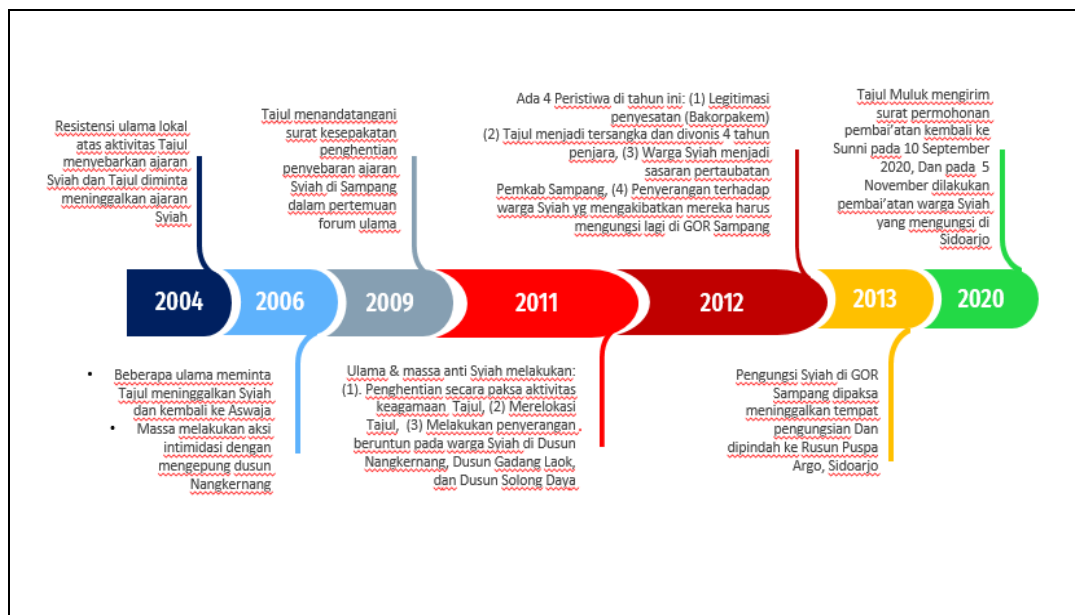 Resistensi ulama lokal
atas aktivitas Tajul
menyebarkan ajaran
Syiah dan Tajul diminta
meninggalkan ajaran
Syiah
Tajul menandatangani
surat kesepakatan
penghentian
penyebaran ajaran
Syiah di Sampang
dalam pertemuan
forum ulama
Ada 4 Peristiwa di tahun ini: (1) Legitimasi
penyesatan (Bakorpakem)
(2) Tajul menjadi tersangka dan divonis 4 tahun
penjara, (3) Warga Syiah menjadi
sasaran pertaubatan
Pemkab Sampang, (4) Penyerangan terhadap
warga Syiah yg mengakibatkan mereka harus
mengungsi lagi di GOR Sampang
Tajul Muluk mengirim
surat permohonan
pembai'atan kembali ke
Sunni pada 10 September
2020, Dan pada 5
November dilakukan
pembai'atan warga Syiah
yang mengungsi di
Sidoarjo
2004
2006
2009
2011
2012
2013
2020
• Beberapa ulama meminta
Tajul meninggalkan Syiah
dan kembali ke Aswaja
• Massa melakukan aksi
intimidasi dengan
mengepung dusun
Nangkernang
Ulama & massa anti Syiah melakukan:
(1). Penghentian secara paksa aktivitas
keagamaan Tajul, (2) Merelokasi
Tajul, (3) Melakukan penyerangan
beruntun pada warga Syiah di Dusun
Nangkernang, Dusun Gadang Laok,
dan Dusun Solong Daya
Pengungsi Syiah di GOR
Sampang dipaksa
meninggalkan tempat
pengungsian Dan
dipindah ke Rusun Puspa
Argo, Sidoarjo